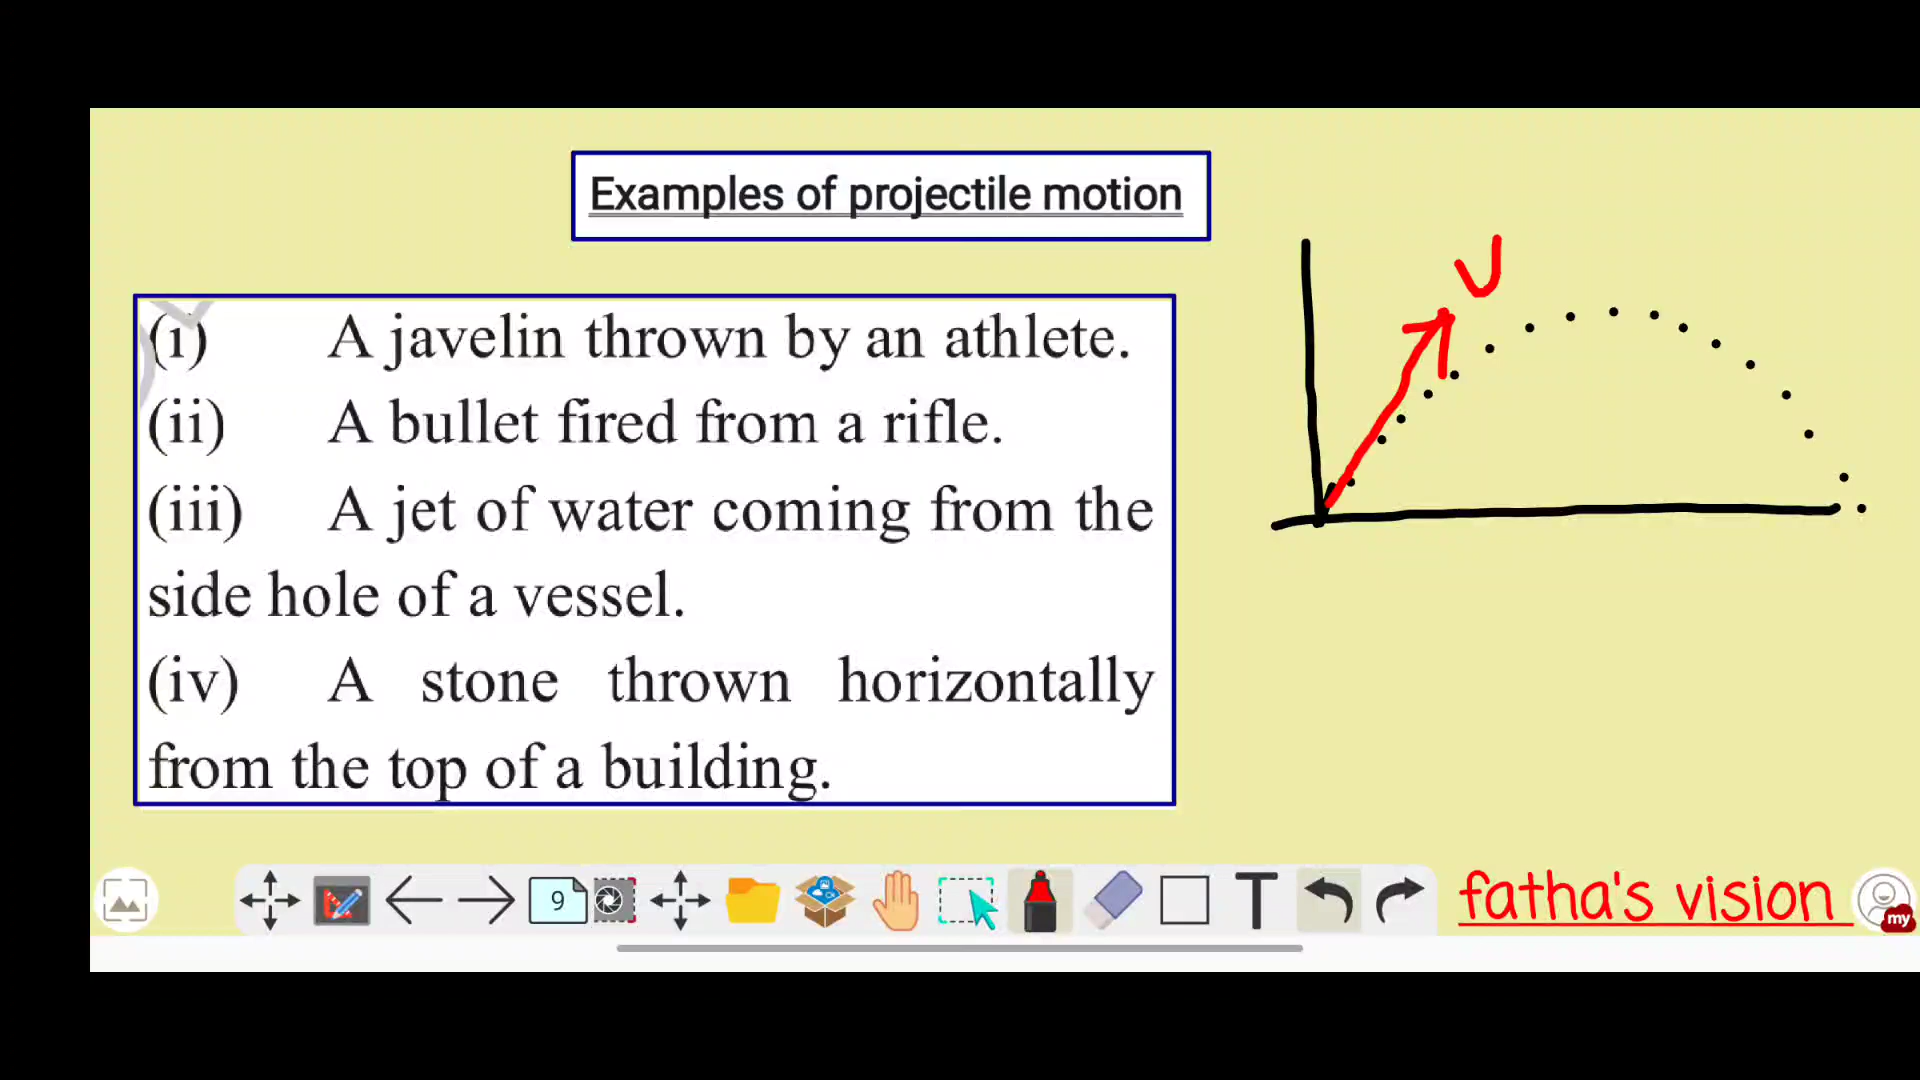 Examples of projectile motion
(i) A javelin thrown by an athlete.
(ii) A bullet fired from a rifle.
(iii) A jet of water coming from the
side hole of a vessel.
(iv) A stone thrown horizontally
from the top of a building.
υ
9
T
fatha's vision
my